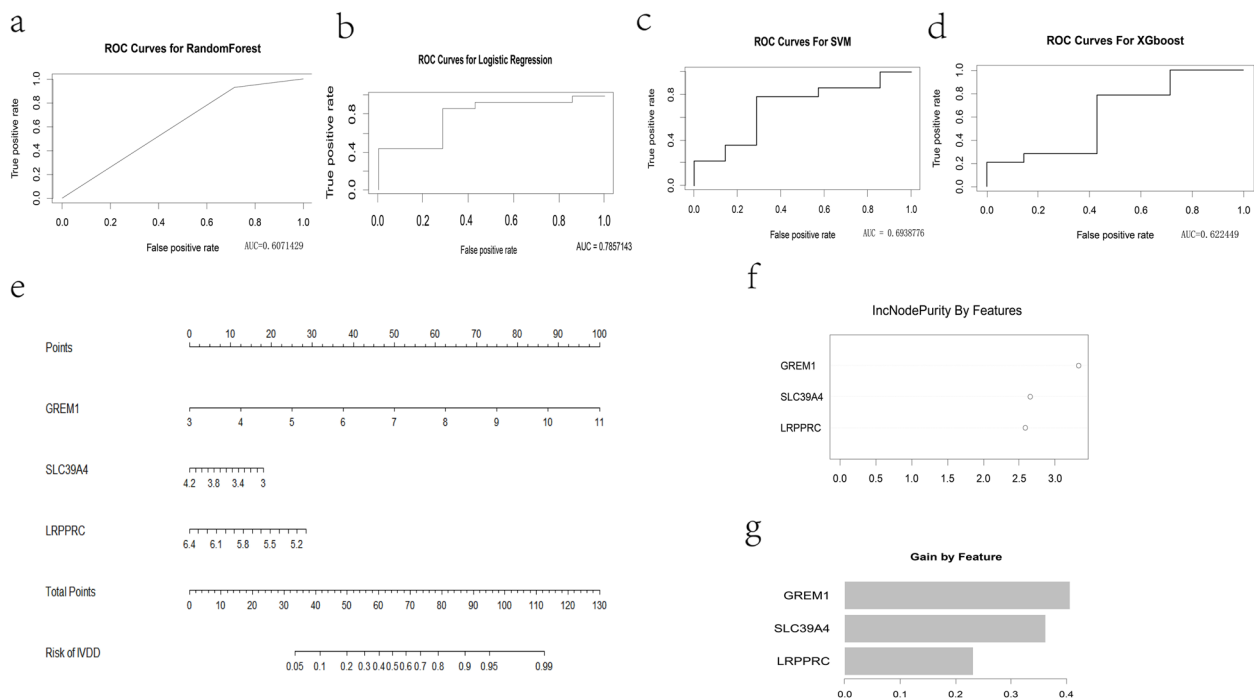 a
ROC Curves for RandomForest
True positive rate
0.0 0.2 0.4 0.6 0.8 1.0
0.0 0.2 0.4 0.6 0.8 1.0
False positive rate
AUC=0.6071429
b
ROC Curves for Logistic Regression
True positive rate
0.0 0.4 0.8
0.0 0.2 0.4 0.6 0.8 1.0
False positive rate
AUC = 0.7857143
c
ROC Curves For SVM
True positive rate
0.0 0.4 0.8
0.0 0.2 0.4 0.6 0.8 1.0
False positive rate
AUC = 0.6938776
d
ROC Curves For XGboost
True positive rate
0.0 0.2 0.4 0.6 0.8 1.0
0.0 0.2 0.4 0.6 0.8 1.0
False positive rate
AUC=0.622449
e
0 10 20 30 40 50 60 70 80 90 100
Points
GREM1
3 4 5 6 7 8 9 10 11
SLC39A4
4.2 3.8 3.4 3
LRPPRC
6.4 6.1 5.8 5.5 5.2
Total Points
0 10 20 30 40 50 60 70 80 90 100 110 120 130
Risk of IVDD
0.05 0.1 0.2 0.3 0.4 0.5 0.6 0.7 0.8 0.9 0.95 0.99
f
IncNodePurity By Features
GREM1
SLC39A4
LRPPRC
0.0 0.5 1.0 1.5 2.0 2.5 3.0
g
Gain by Feature
GREM1
SLC39A4
LRPPRC
0.0 0.1 0.2 0.3 0.4